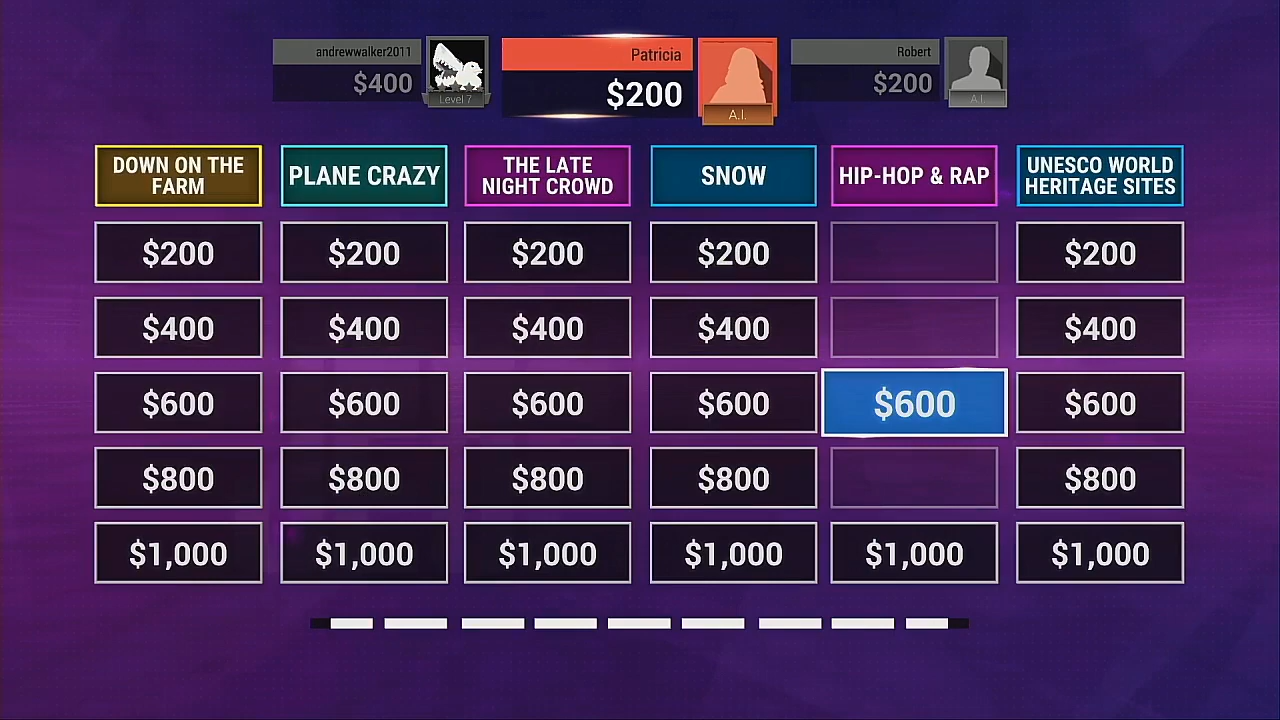 andrewwalker2011
$400
Level 7
Patricia
$200
A.I.
Robert
$200
A.I.
DOWN ON THE
FARM
PLANE CRAZY
THE LATE
NIGHT CROWD
SNOW
HIP-HOP & RAP
UNESCO WORLD
HERITAGE SITES
$200
$200
$200
$200
$200
$400
$400
$400
$400
$400
$600
$600
$600
$600
$600
$600
$800
$800
$800
$800
$800
$1,000
$1,000
$1,000
$1,000
$1,000
$1,000